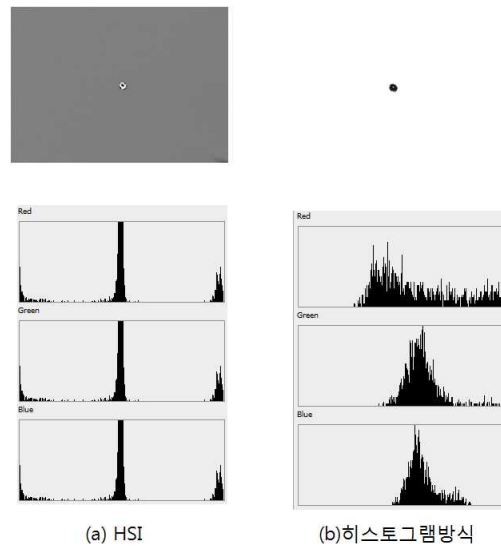 Red
Green
Blue
(a) HSI
Red
Green
Blue
(b)히스토그램방식